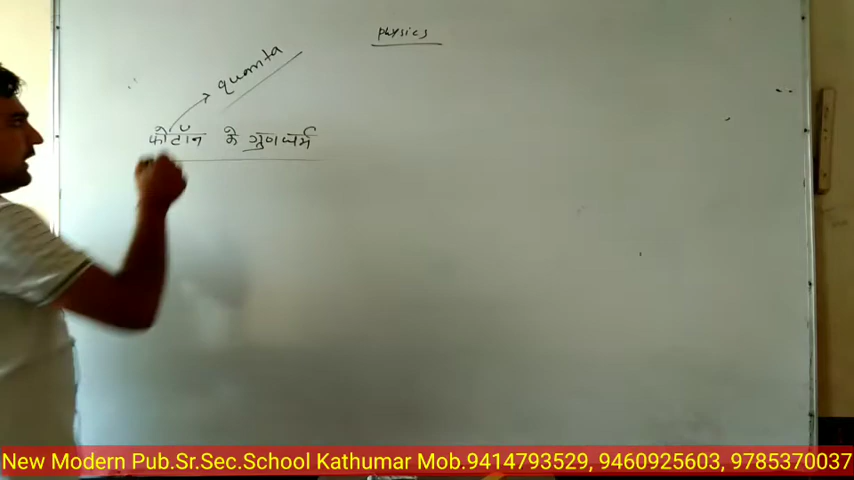 physics
quanta
फोटॉन के गुणधर्म
New Modern Pub.Sr.Sec.School Kathumar Mob.9414793529, 9460925603, 9785370037